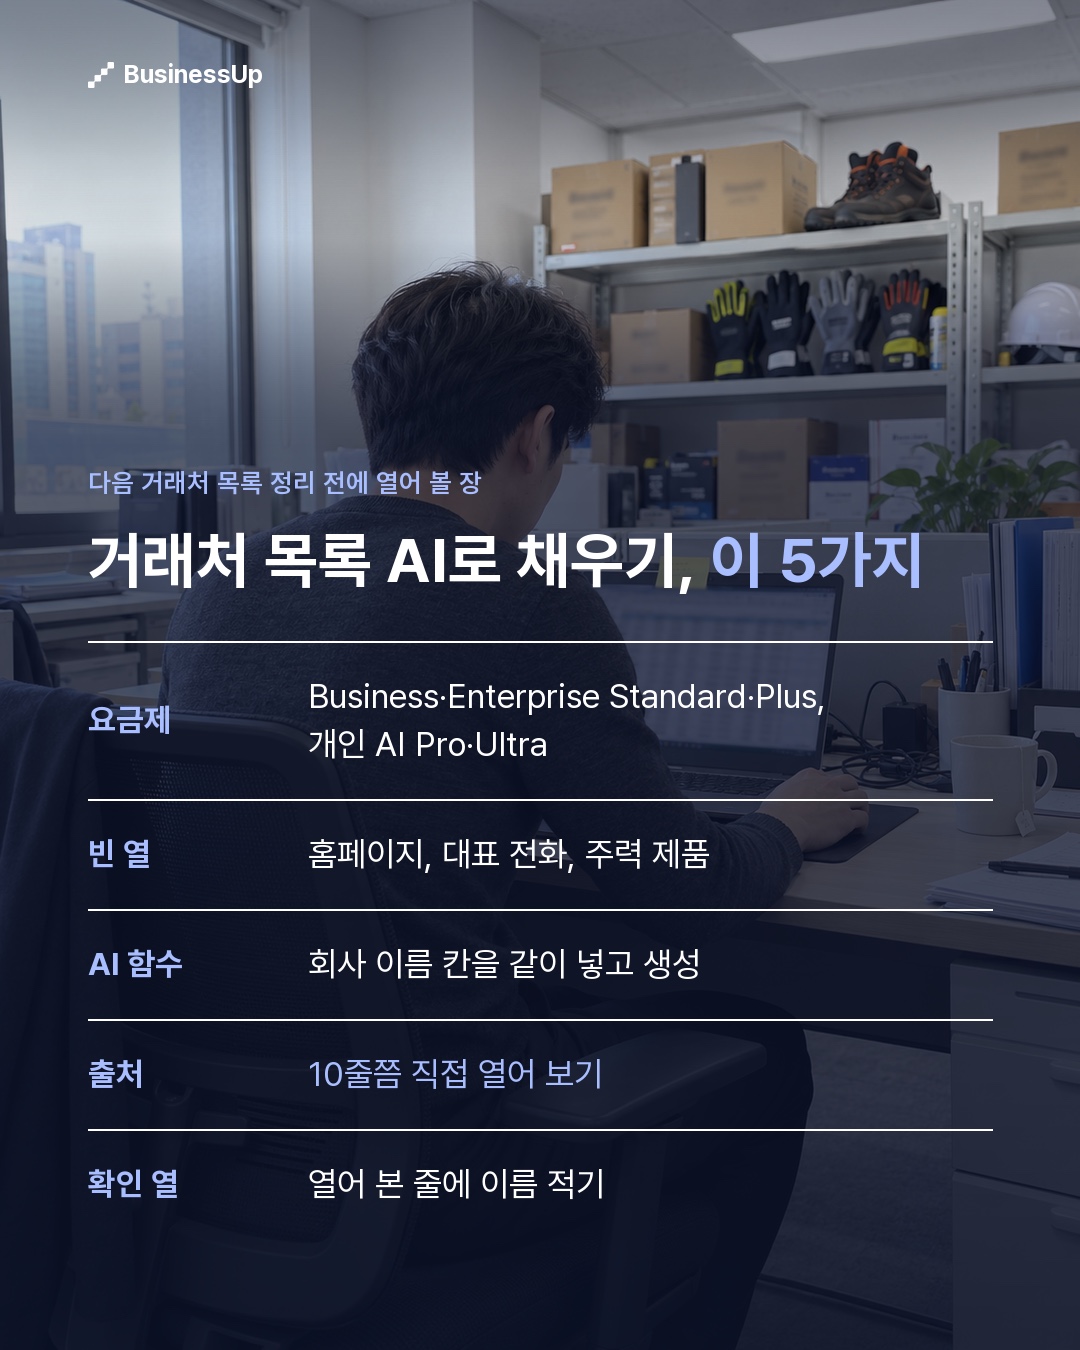 BusinessUp
다음 거래처 목록 정리 전에 열어 볼 장
거래처 목록 AI로 채우기, 이 5가지
요금제
Business·Enterprise Standard·Plus,
개인 AI Pro·Ultra
빈 열
홈페이지, 대표 전화, 주력 제품
AI 함수
회사 이름 칸을 같이 넣고 생성
출처
10줄쯤 직접 열어 보기
확인 열
열어 본 줄에 이름 적기